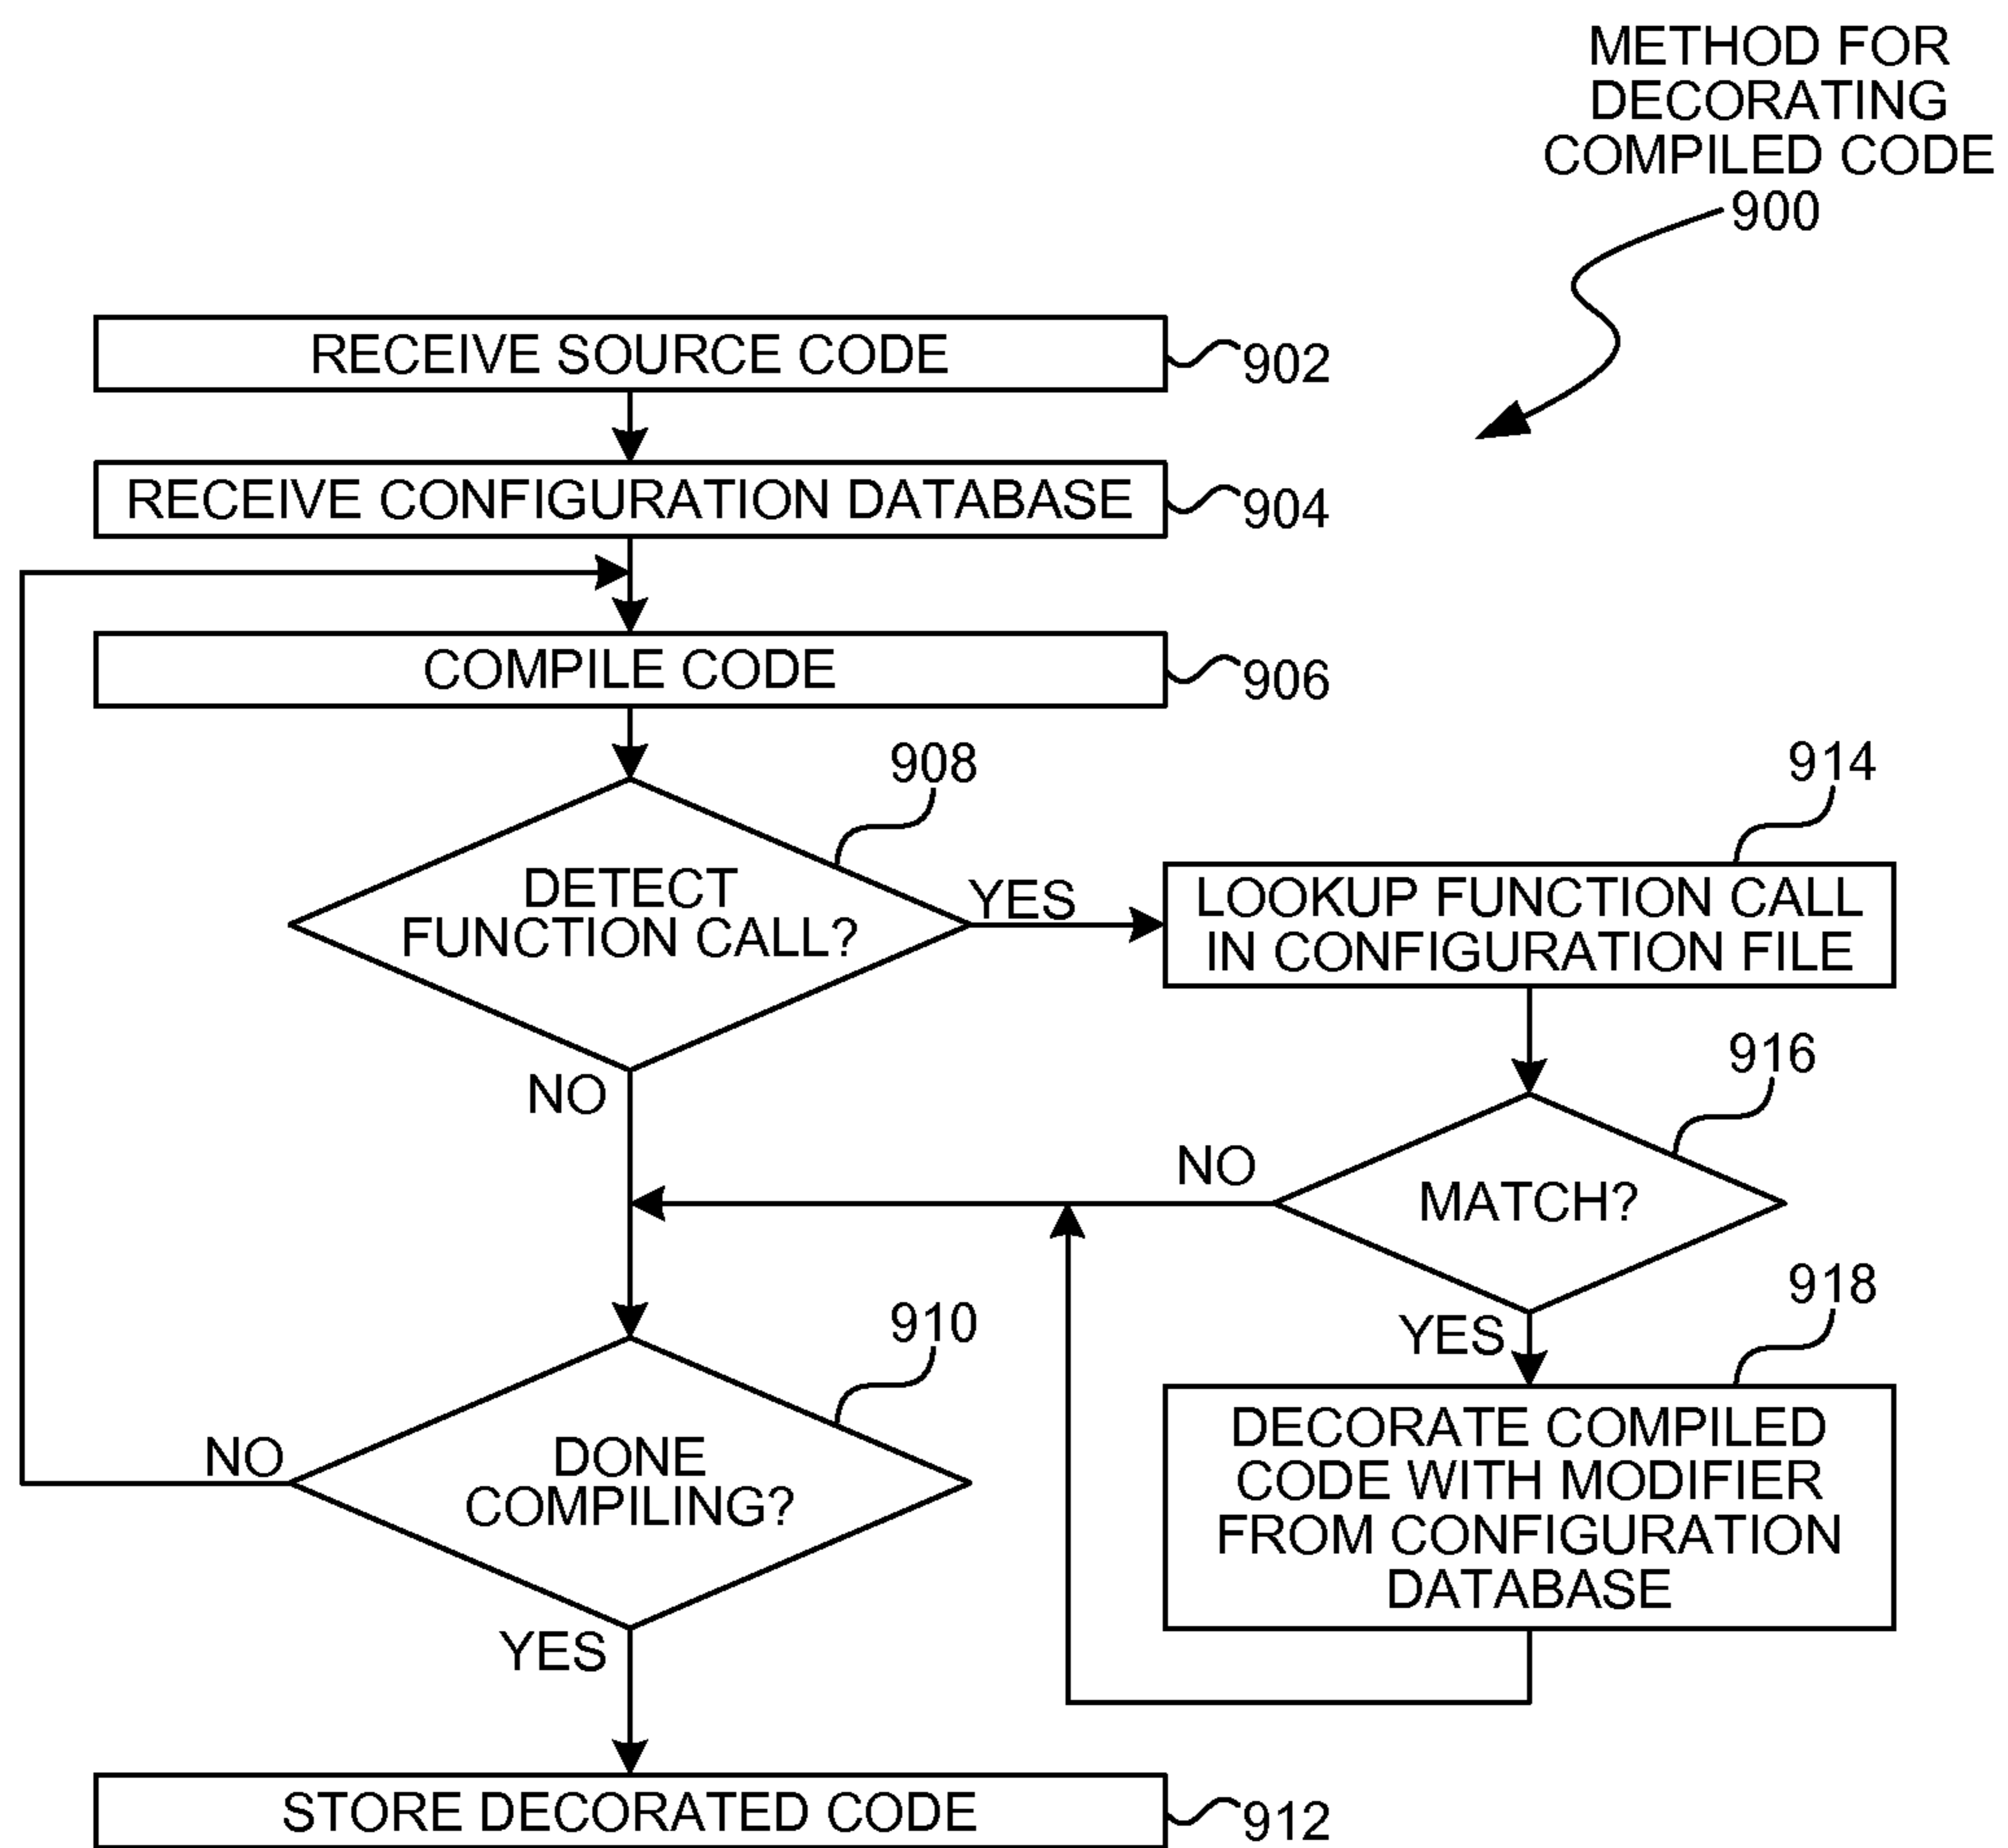 METHOD FOR
DECORATING
COMPILED CODE
900
RECEIVE SOURCE CODE
902
RECEIVE CONFIGURATION DATABASE
904
COMPILE CODE
906
908
DETECT
FUNCTION CALL?
YES
NO
914
LOOKUP FUNCTION CALL
IN CONFIGURATION FILE
916
MATCH?
NO
YES
918
DECORATE COMPILED
CODE WITH MODIFIER
FROM CONFIGURATION
DATABASE
910
DONE
COMPILING?
NO
YES
STORE DECORATED CODE
912